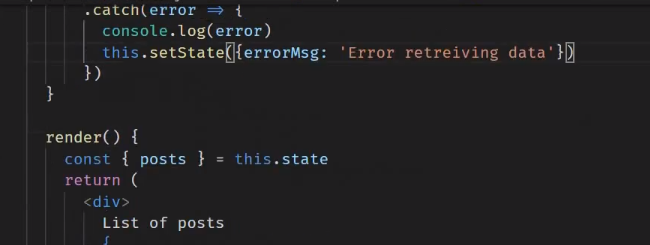 .catch(error => {
console.log(error)
this.setState({errorMsg: 'Error retreiving data'})
})
}
render() {
const { posts } = this.state
return (
<div>
List of posts
{